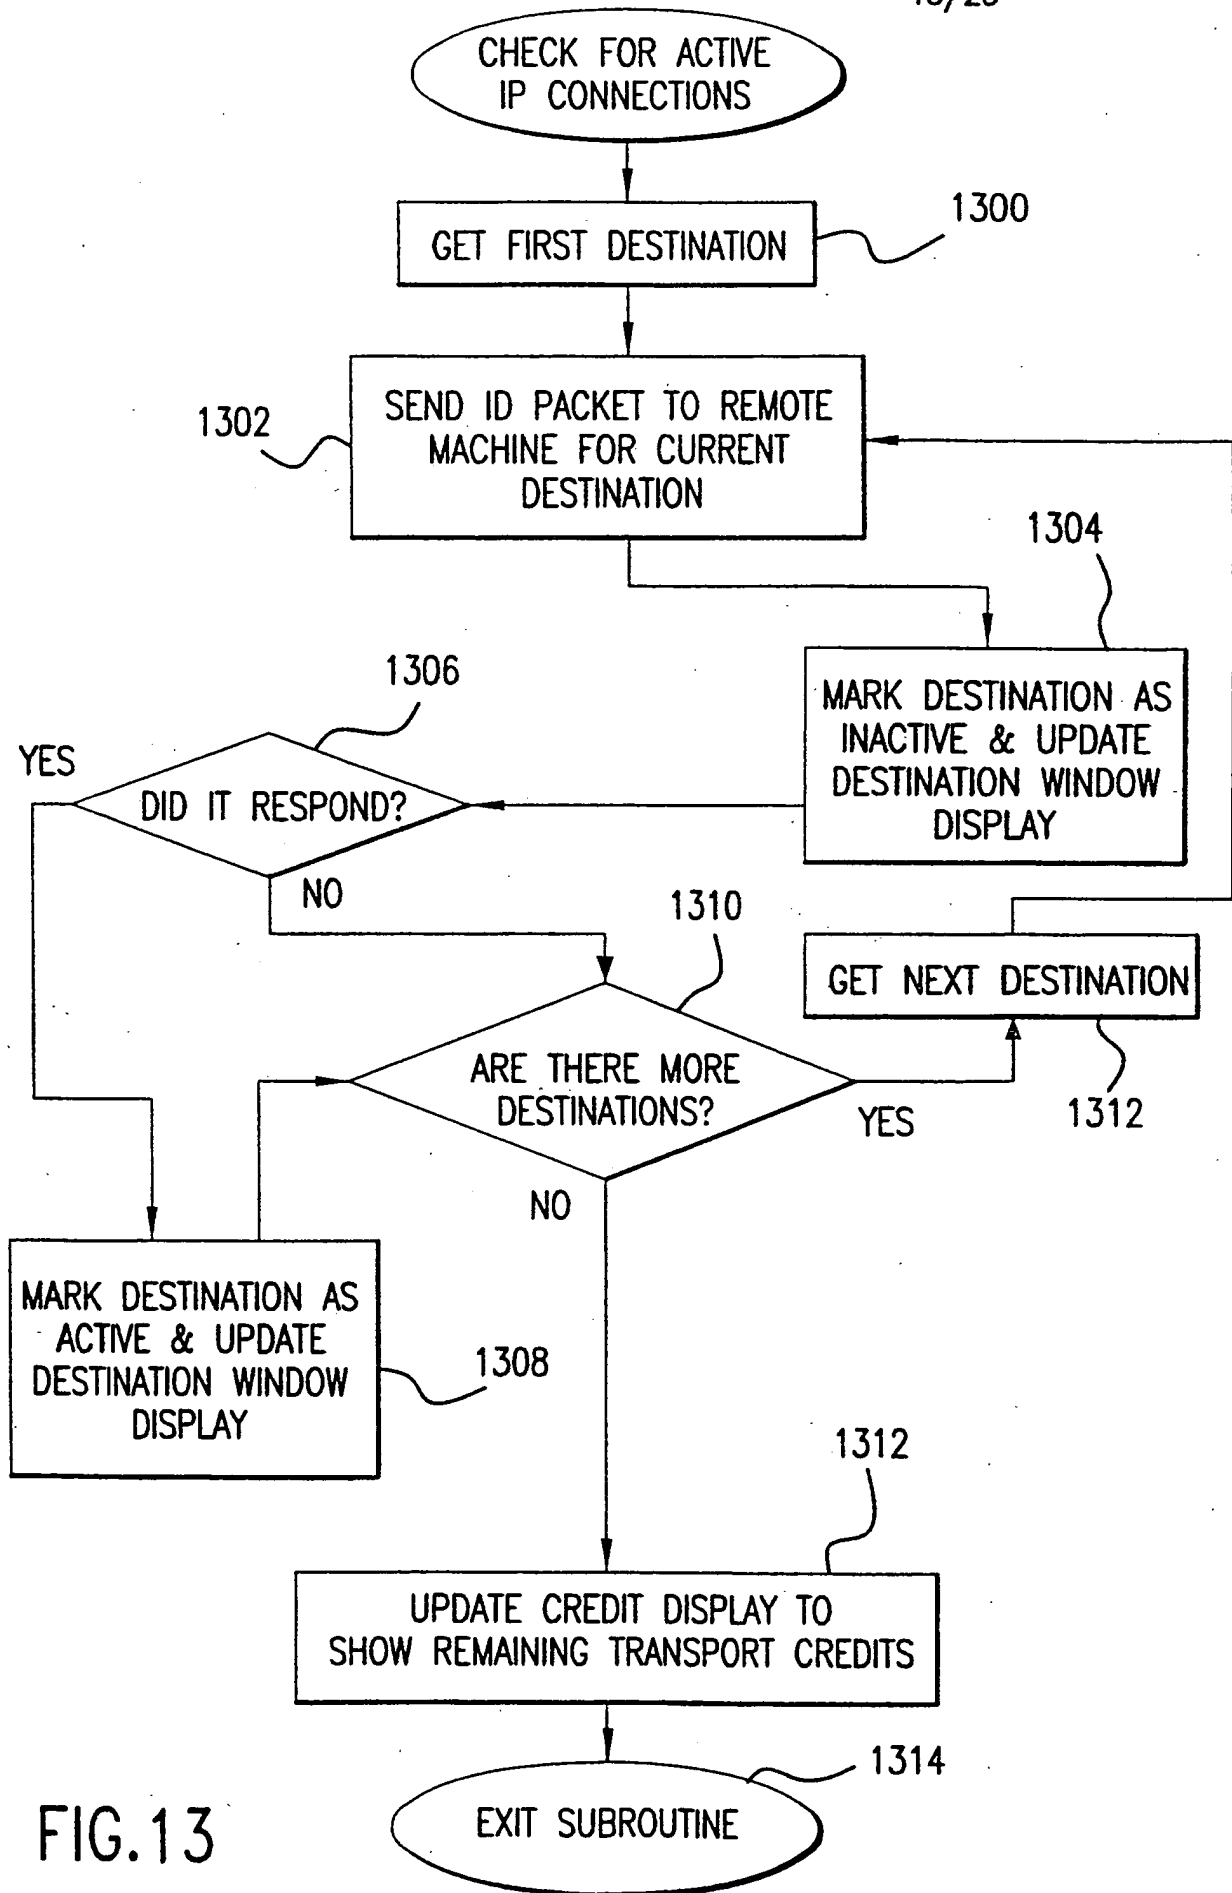 CHECK FOR ACTIVE
IP CONNECTIONS
1300
GET FIRST DESTINATION
1302
SEND ID PACKET TO REMOTE
MACHINE FOR CURRENT
DESTINATION
1304
MARK DESTINATION AS
INACTIVE & UPDATE
DESTINATION WINDOW
DISPLAY
1306
YES
DID IT RESPOND?
NO
1310
GET NEXT DESTINATION
1312
ARE THERE MORE
DESTINATIONS?
YES
NO
MARK DESTINATION AS
ACTIVE & UPDATE
DESTINATION WINDOW
DISPLAY
1308
1312
UPDATE CREDIT DISPLAY TO
SHOW REMAINING TRANSPORT CREDITS
1314
EXIT SUBROUTINE
FIG.13